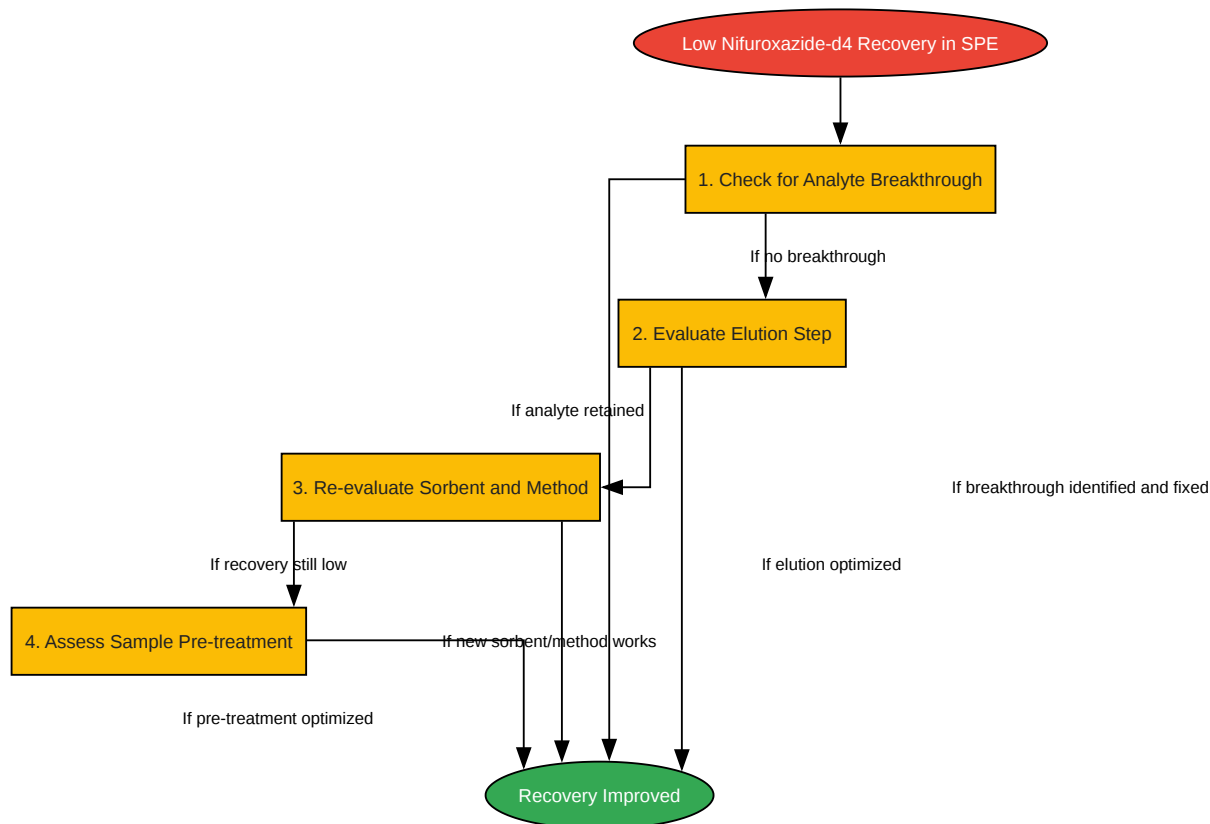 Low Nifuroxazide-d4 Recovery in SPE
1. Check for Analyte Breakthrough
If no breakthrough
2. Evaluate Elution Step
If analyte retained
3. Re-evaluate Sorbent and Method
If breakthrough identified and fixed
If recovery still low
If elution optimized
4. Assess Sample Pre-treatment
If new sorbent/method works
If pre-treatment optimized
Recovery Improved